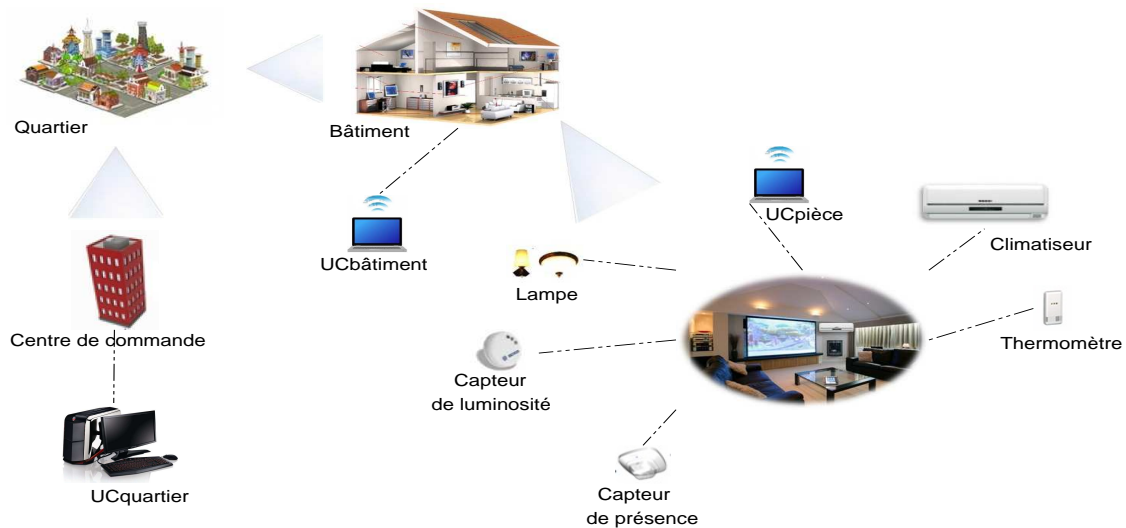 Quartier
Bâtiment
UCpièce
Climatiseur
UCbâtiment
Lampe
Centre de commande
Thermomètre
Capteur
de luminosité
UCquartier
Capteur
de présence